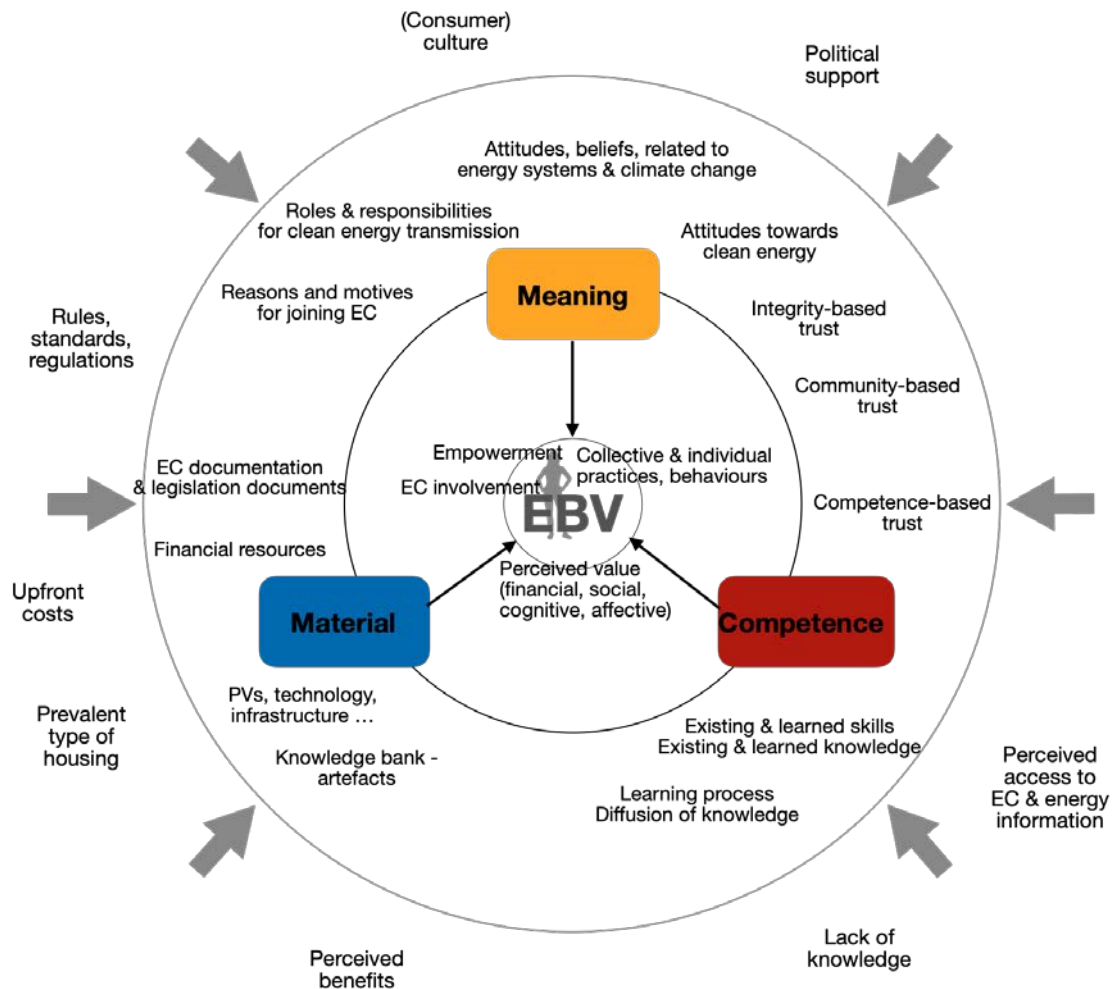 (Consumer)
culture
Political
support
Attitudes, beliefs, related to
energy systems & climate change
Roles & responsibilities
for clean energy transmission
Attitudes towards
clean energy
Meaning
Reasons and motives
for joining EC
Integrity-based
trust
Rules,
standards,
regulations
Community-based
trust
Empowerment
Collective & individual
practices, behaviours
EC documentation
& legislation documents
EC involvement
EBV
Competence-based
trust
Financial resources
Perceived value
(financial, social,
cognitive, affective)
Upfront
costs
Material
Competence
PVs, technology,
infrastructure ...
Prevalent
type of
housing
Existing & learned skills
Existing & learned knowledge
Knowledge bank -
artefacts
Perceived
access to
EC & energy
information
Learning process
Diffusion of knowledge
Lack of
knowledge
Perceived
benefits